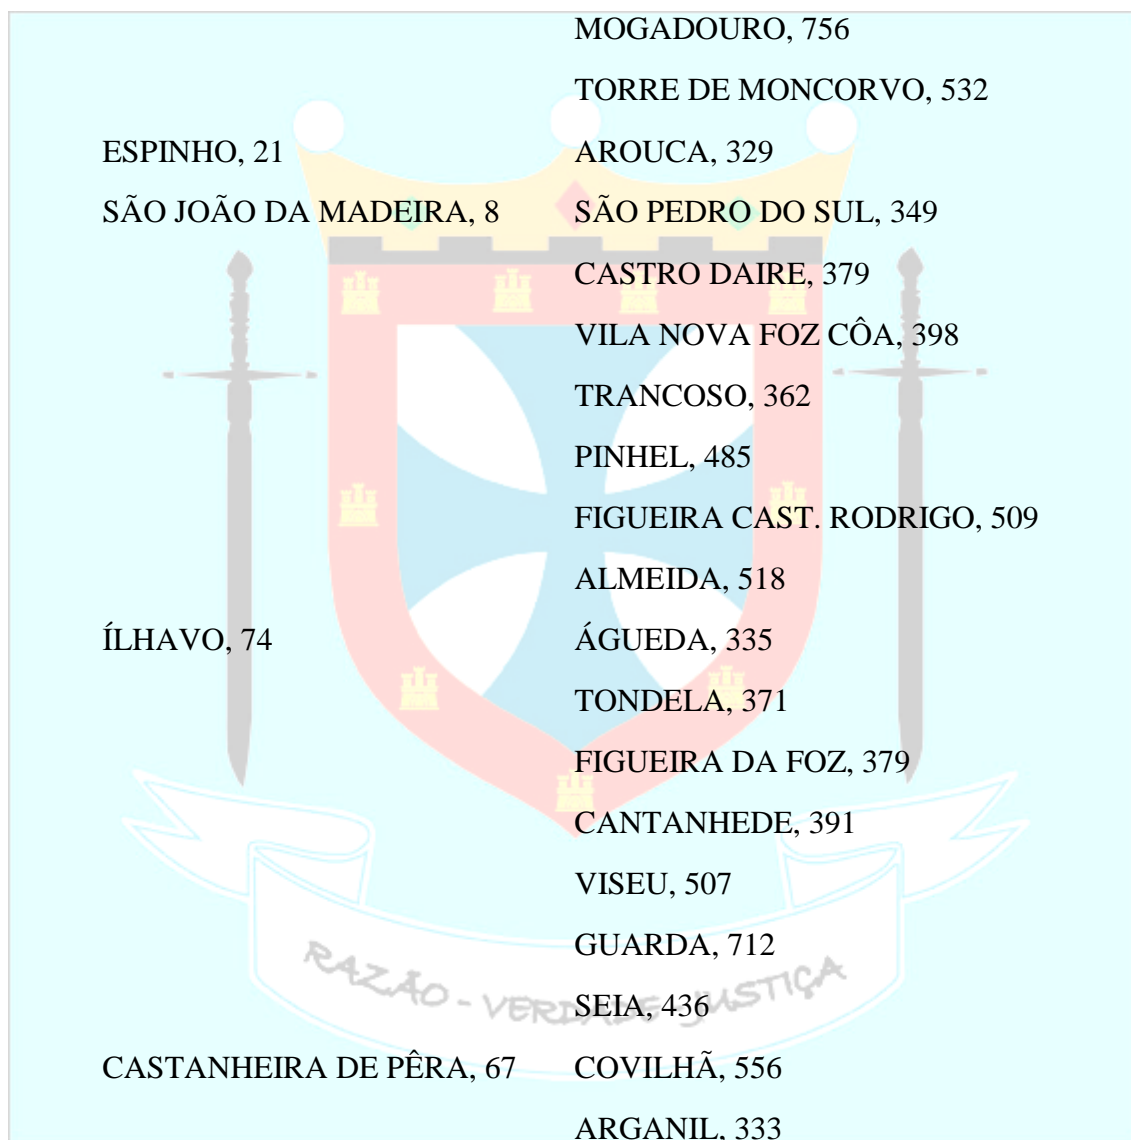 MOGADOURO, 756
TORRE DE MONCORVO, 532
ESPINHO, 21 AROUCA, 329
SÃO JOÃO DA MADEIRA, 8 SÃO PEDRO DO SUL, 349
CASTRO DAIRE, 379
VILA NOVA FOZ CÔA, 398
TRANCOSO, 362
PINHEL, 485
FIGUEIRA CAST. RODRIGO, 509
ALMEIDA, 518
ÍLHAVO, 74 ÁGUEDA, 335
TONDELA, 371
FIGUEIRA DA FOZ, 379
CANTANHEDE, 391
VISEU, 507
GUARDA, 712
SEIA, 436
CASTANHEIRA DE PÊRA, 67 COVILHÃ, 556
ARGANIL, 333
RAZÃO - VERDADE - JUSTIÇA